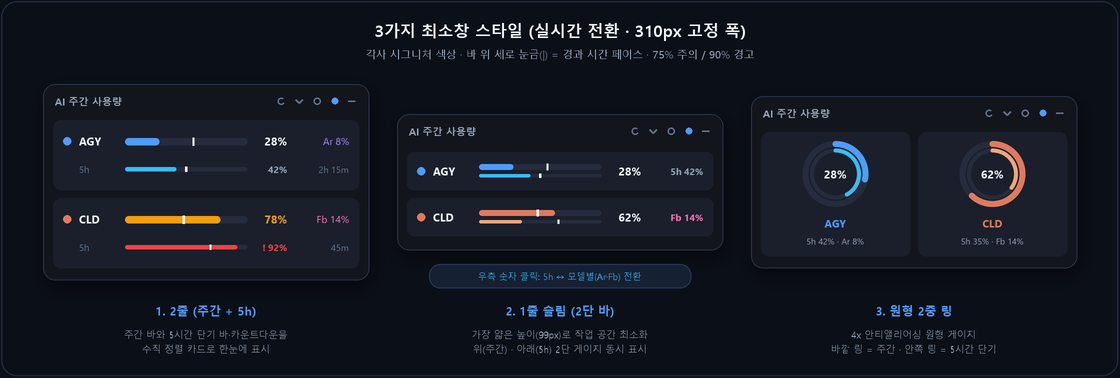 3가지 최소창 스타일 (실시간 전환 · 310px 고정 폭)
각사 시그니처 색상 · 바 위 세로 눈금(|) = 경과 시간 페이스 · 75% 주의 / 90% 경고
AI 주간 사용량
AGY 28% Ar 8%
5h 42% 2h 15m
CLD 78% Fb 14%
5h ! 92% 45m
1. 2줄 (주간 + 5h)
주간 바와 5시간 단기 바·카운트다운을
수직 정렬 카드로 한눈에 표시
AI 주간 사용량
AGY 28% 5h 42%
CLD 62% Fb 14%
우측 숫자 클릭: 5h ↔ 모델별(Ar·Fb) 전환
2. 1줄 슬림 (2단 바)
가장 얇은 높이(99px)로 작업 공간 최소화
위(주간) · 아래(5h) 2단 게이지 동시 표시
AI 주간 사용량
28% 62%
AGY CLD
5h 42% · Ar 8% 5h 35% · Fb 14%
3. 원형 2중 링
4x 안티앨리어싱 원형 게이지
바깥 링 = 주간 · 안쪽 링 = 5시간 단기